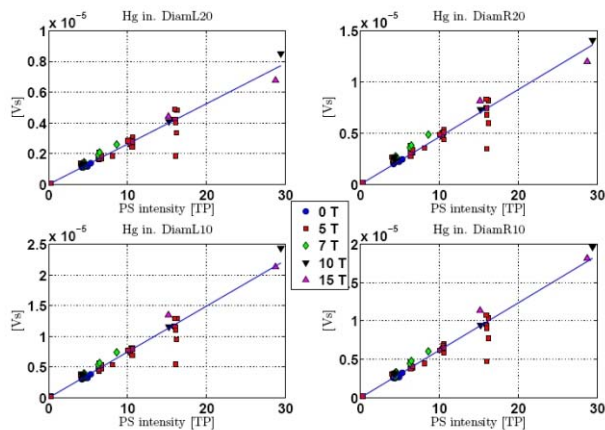 Hg in. DiamL20
x 10^-5
1
0.8
0.6
0.4
0.2
0
[Vs]
0 10 20 30
PS intensity [TP]
Hg in. DiamR20
x 10^-5
1.5
1
0.5
0
[Vs]
0 10 20 30
PS intensity [TP]
0 T
5 T
7 T
10 T
15 T
Hg in. DiamL10
x 10^-5
2.5
2
1.5
1
0.5
0
[Vs]
0 10 20 30
PS intensity [TP]
Hg in. DiamR10
x 10^-5
2
1.5
1
0.5
0
[Vs]
0 10 20 30
PS intensity [TP]